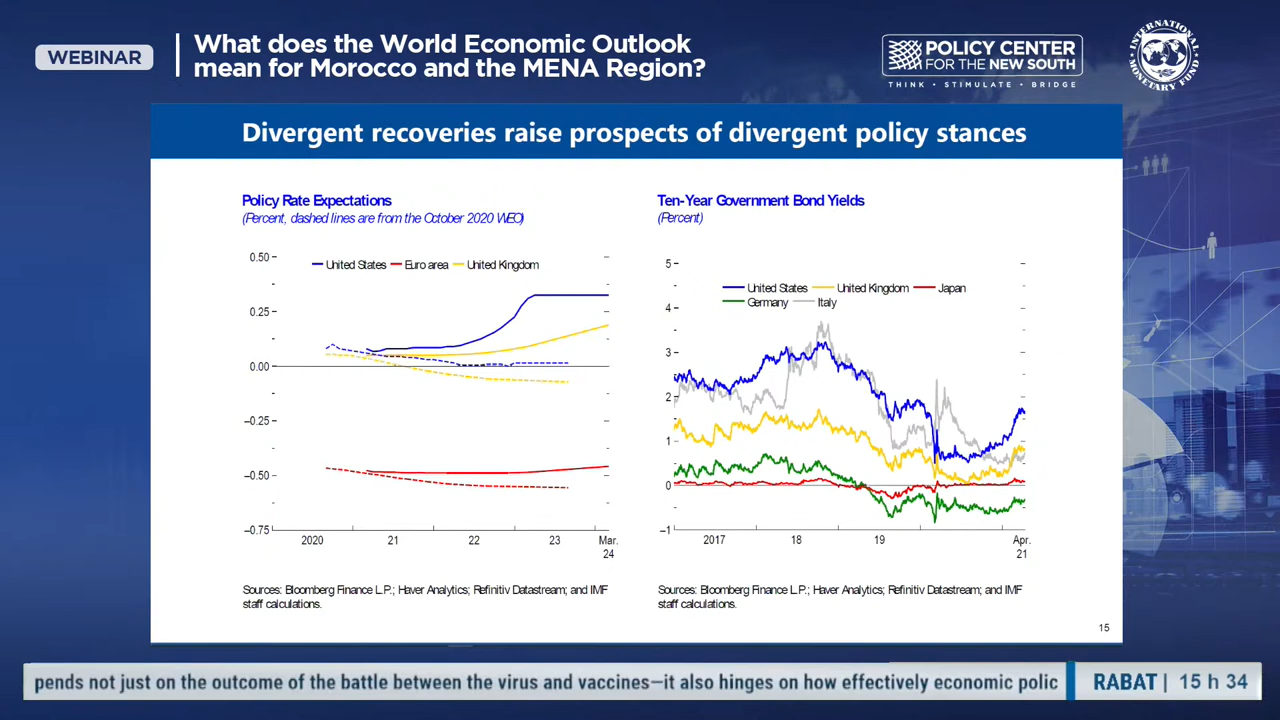 WEBINAR
What does the World Economic Outlook
mean for Morocco and the MENA Region?
POLICY CENTER
FOR THE NEW SOUTH
THINK • STIMULATE • BRIDGE
INTERNATIONAL MONETARY FUND
Divergent recoveries raise prospects of divergent policy stances
Policy Rate Expectations
(Percent, dashed lines are from the October 2020 WEO)
0.50
United States Euro area United Kingdom
0.25
0.00
–0.25
–0.50
–0.75
2020 21 22 23 Mar.
24
Sources: Bloomberg Finance L.P.; Haver Analytics; Refinitiv Datastream; and IMF
staff calculations.
Ten-Year Government Bond Yields
(Percent)
5
United States United Kingdom Japan
Germany Italy
4
3
2
1
0
–1
2017 18 19 Apr.
21
Sources: Bloomberg Finance L.P.; Haver Analytics; Refinitiv Datastream; and IMF
staff calculations.
15
pends not just on the outcome of the battle between the virus and vaccines—it also hinges on how effectively economic polic
RABAT | 15 h 34